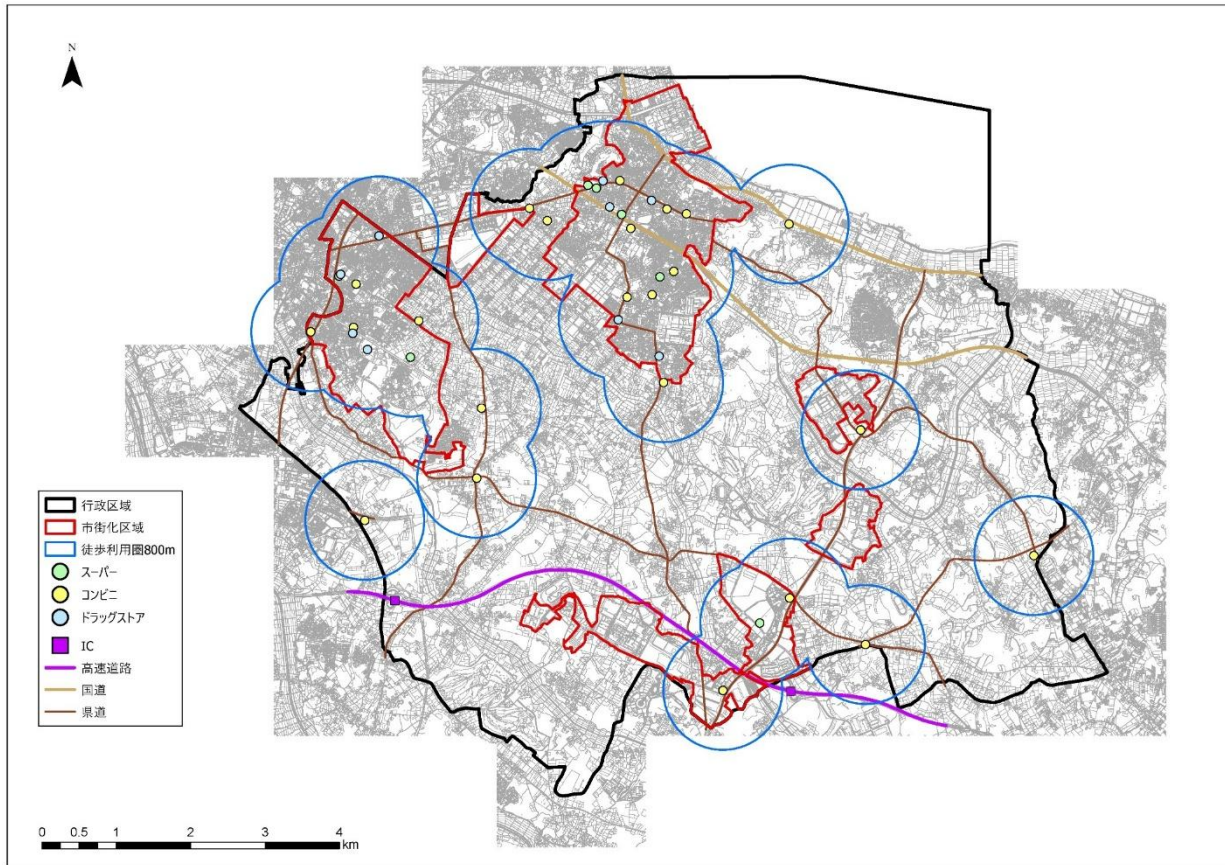 N
行政区域
市街化区域
徒歩利用圏800m
スーパー
コンビニ
ドラッグストア
IC
高速道路
国道
県道
0 0.5 1 2 3 4
km